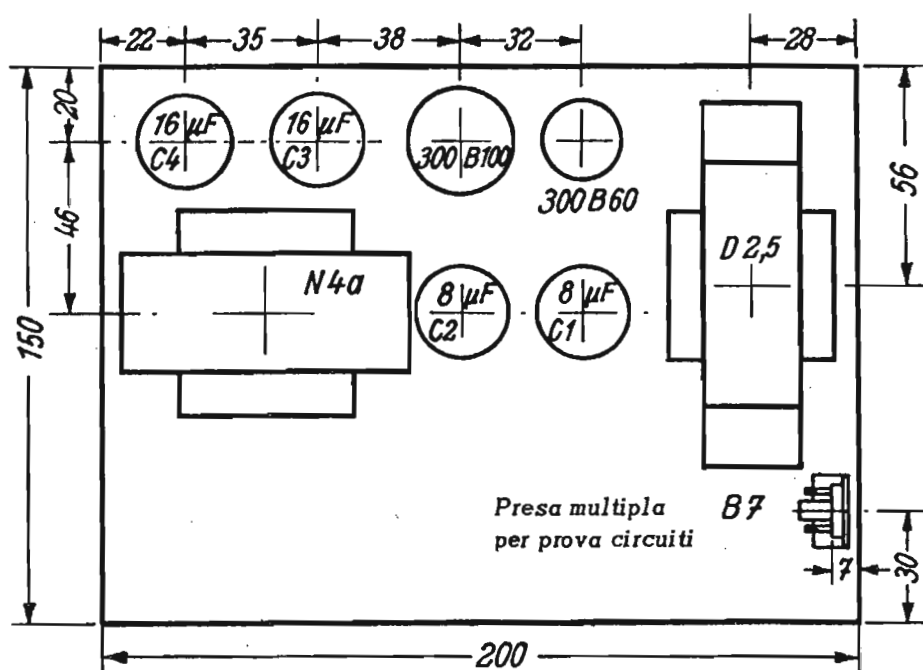 22 35 38 32 28
20
46
150
16 µF
C4
16 µF
C3
300 B100
300 B60
56
D 2,5
N 4a
8 µF
C2
8 µF
C1
Presa multipla
per prova circuiti
B7
7
30
200